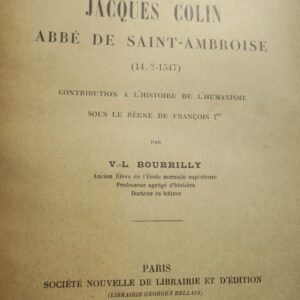 JACQUES COLIN
ABBÉ DE SAINT-AMBROISE
(14.?-1547)
CONTRIBUTION A L'HISTOIRE DE L'HUMANISME
SOUS LE RÈGNE DE FRANÇOIS Ier
PAR
V.-L. BOURRILLY
Ancien Élève de l'École normale supérieure
Professeur agrégé d'histoire
Docteur ès lettres
PARIS
SOCIÉTÉ NOUVELLE DE LIBRAIRIE ET D'ÉDITION
(LIBRAIRIE GEORGES BELLAIS)